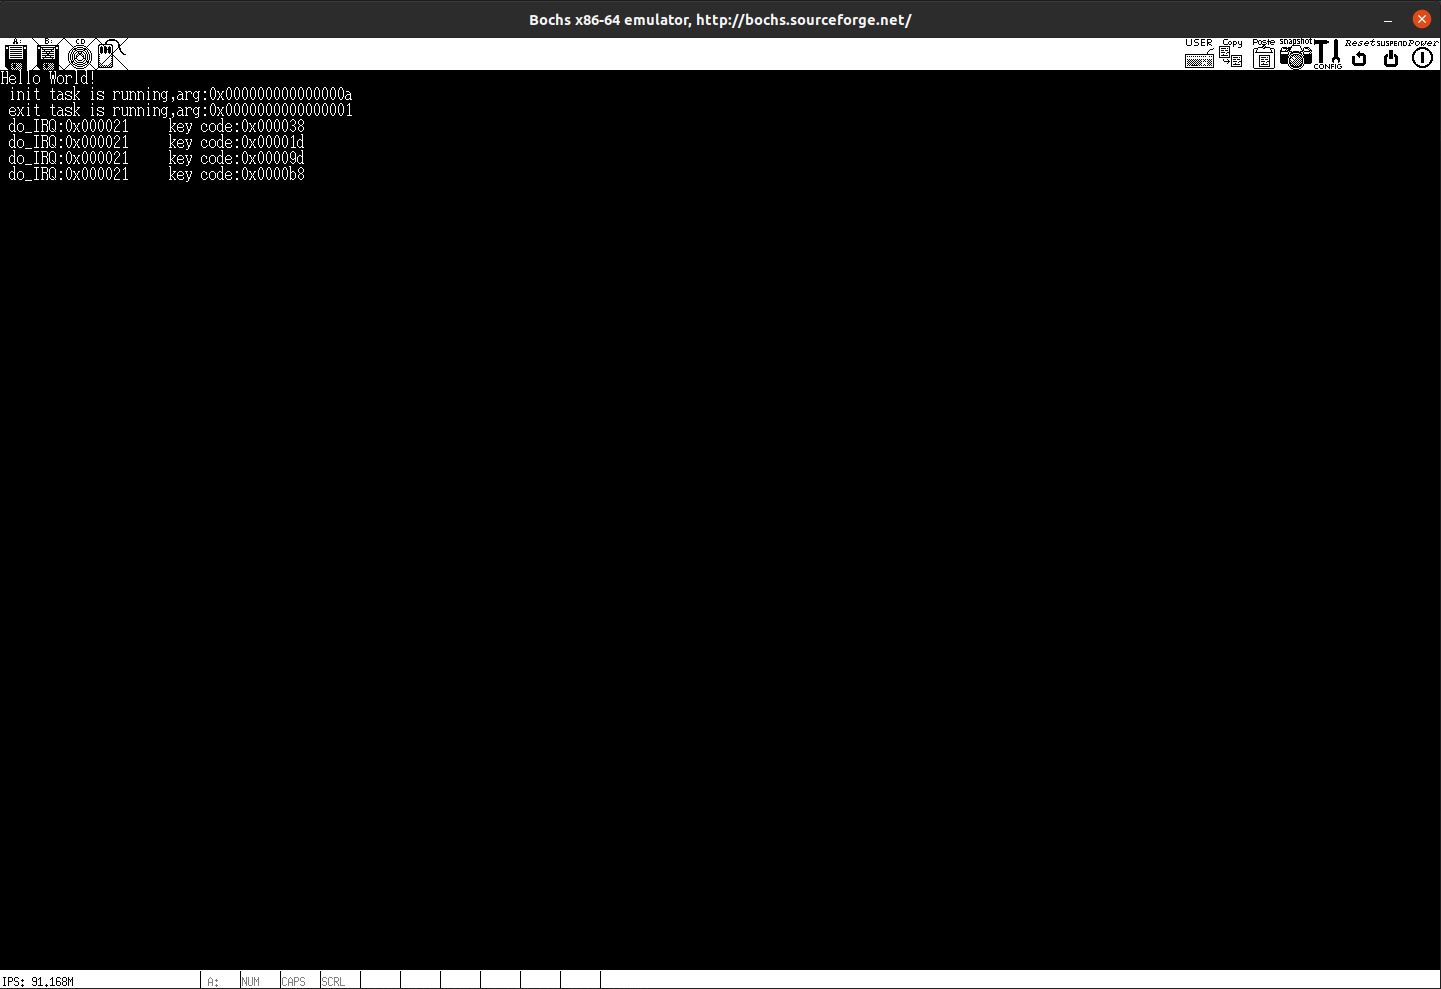 Bochs x86-64 emulator, http://bochs.sourceforge.net/
A: B: CD USER Copy Paste snapshot CONFIG Reset SUSPEND Power
Hello World!
init task is running,arg:0x000000000000000a
exit task is running,arg:0x0000000000000001
do_IRQ:0x000021 key code:0x000038
do_IRQ:0x000021 key code:0x00001d
do_IRQ:0x000021 key code:0x00009d
do_IRQ:0x000021 key code:0x0000b8
IPS: 91.168M A: NUM CAPS SCRL